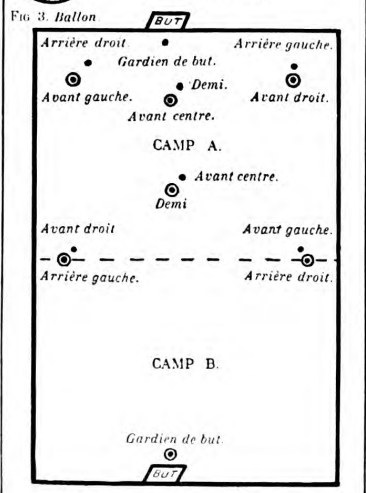 FIG 3. Ballon
BUT
Arrière droit. Arrière gauche.
Gardien de but.
Demi.
Avant gauche. Avant droit.
Avant centre.
CAMP A.
Avant centre.
Demi
Avant droit Avant gauche.
Arrière gauche. Arrière droit.
CAMP B.
Gardien de but.
BUT